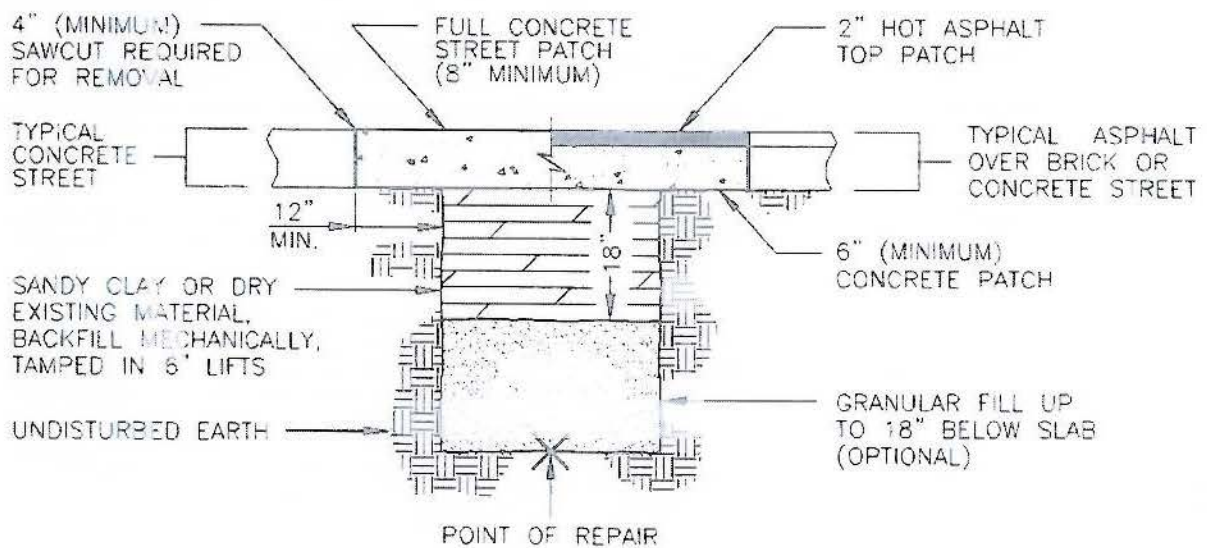 4" (MINIMUM)
SAWCUT REQUIRED
FOR REMOVAL
FULL CONCRETE
STREET PATCH
(8" MINIMUM)
2" HOT ASPHALT
TOP PATCH
TYPICAL
CONCRETE
STREET
TYPICAL ASPHALT
OVER BRICK OR
CONCRETE STREET
12"
MIN.
18"
6" (MINIMUM)
CONCRETE PATCH
SANDY CLAY OR DRY
EXISTING MATERIAL,
BACKFILL MECHANICALLY,
TAMPED IN 6" LIFTS
UNDISTURBED EARTH
GRANULAR FILL UP
TO 18" BELOW SLAB
(OPTIONAL)
POINT OF REPAIR